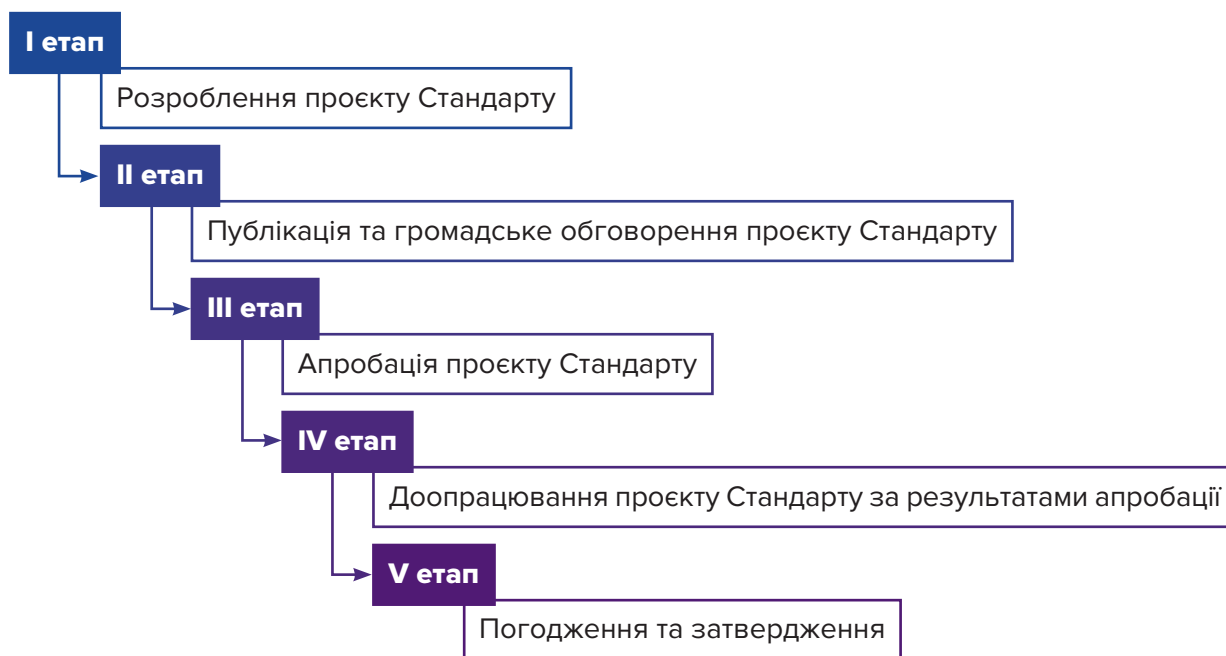 I етап
Розроблення проєкту Стандарту
II етап
Публікація та громадське обговорення проєкту Стандарту
III етап
Апробація проєкту Стандарту
IV етап
Доопрацювання проєкту Стандарту за результатами апробації
V етап
Погодження та затвердження